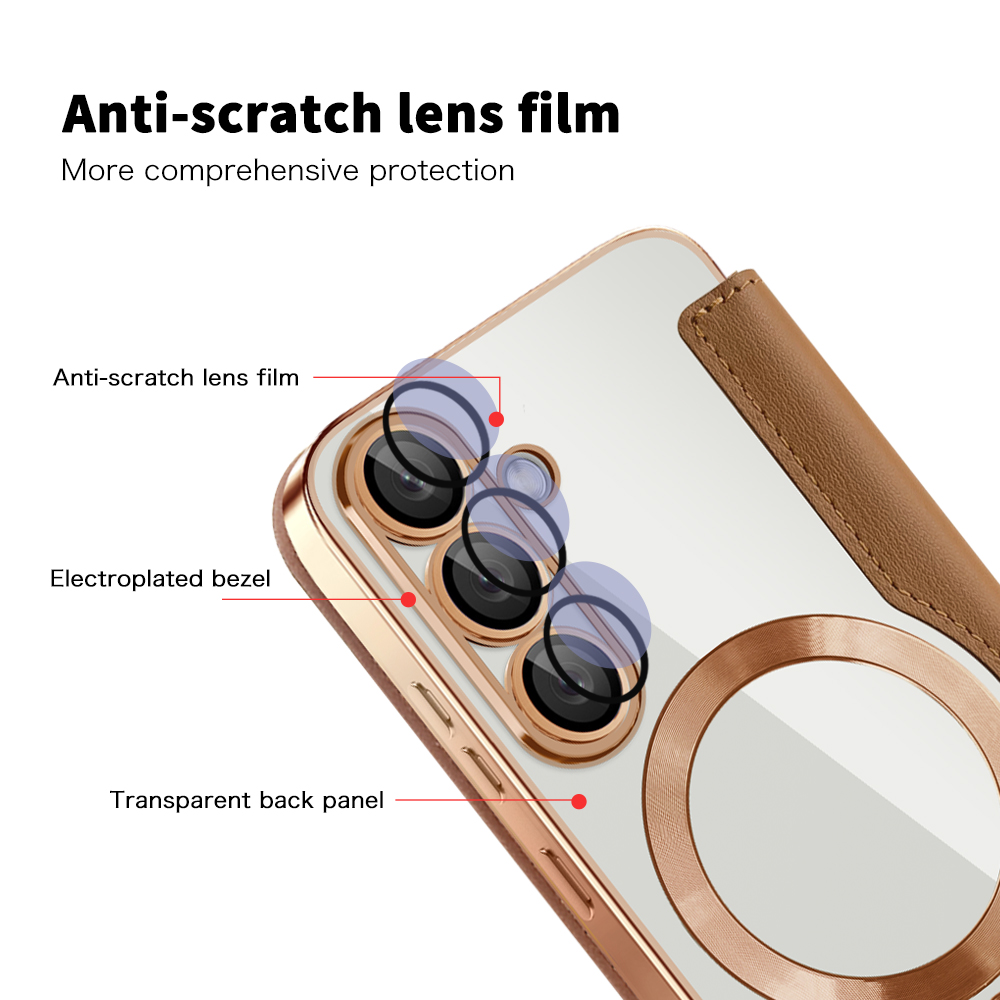 Anti-scratch lens film
More comprehensive protection
Anti-scratch lens film
Electroplated bezel
Transparent back panel